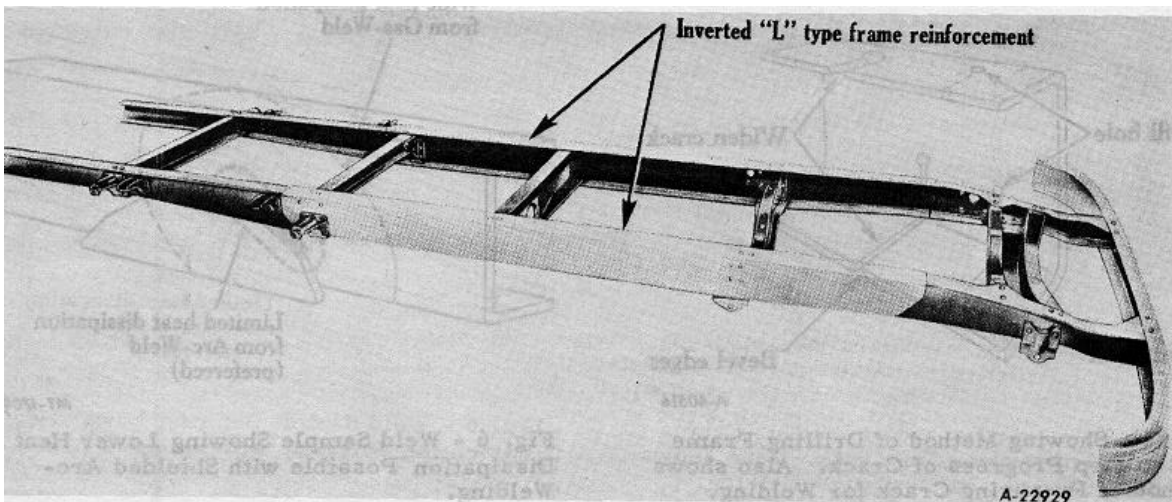 from Gas-Weld
Inverted "L" type frame reinforcement
Widen crack
hole
Limited heat dissipation
from Arc-Weld
(preferred)
Bevel edges
A-40516
Fig. 6 - Weld Sample Showing Lower Heat
Dissipation Possible with Shielded Arc-
Welding.
Showing Method of Drilling Frame
Progress of Crack. Also shows
Crack for Welding.
A-22929